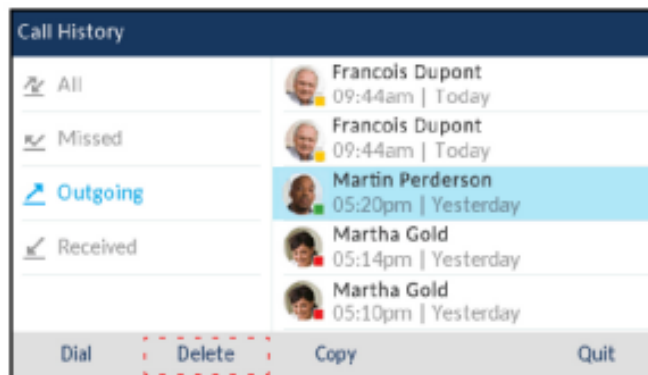 Call History
All
Missed
Outgoing
Received
Francois Dupont
09:44am | Today
Francois Dupont
09:44am | Today
Martin Perderson
05:20pm | Yesterday
Martha Gold
05:14pm | Yesterday
Martha Gold
05:10pm | Yesterday
Dial Delete Copy Quit